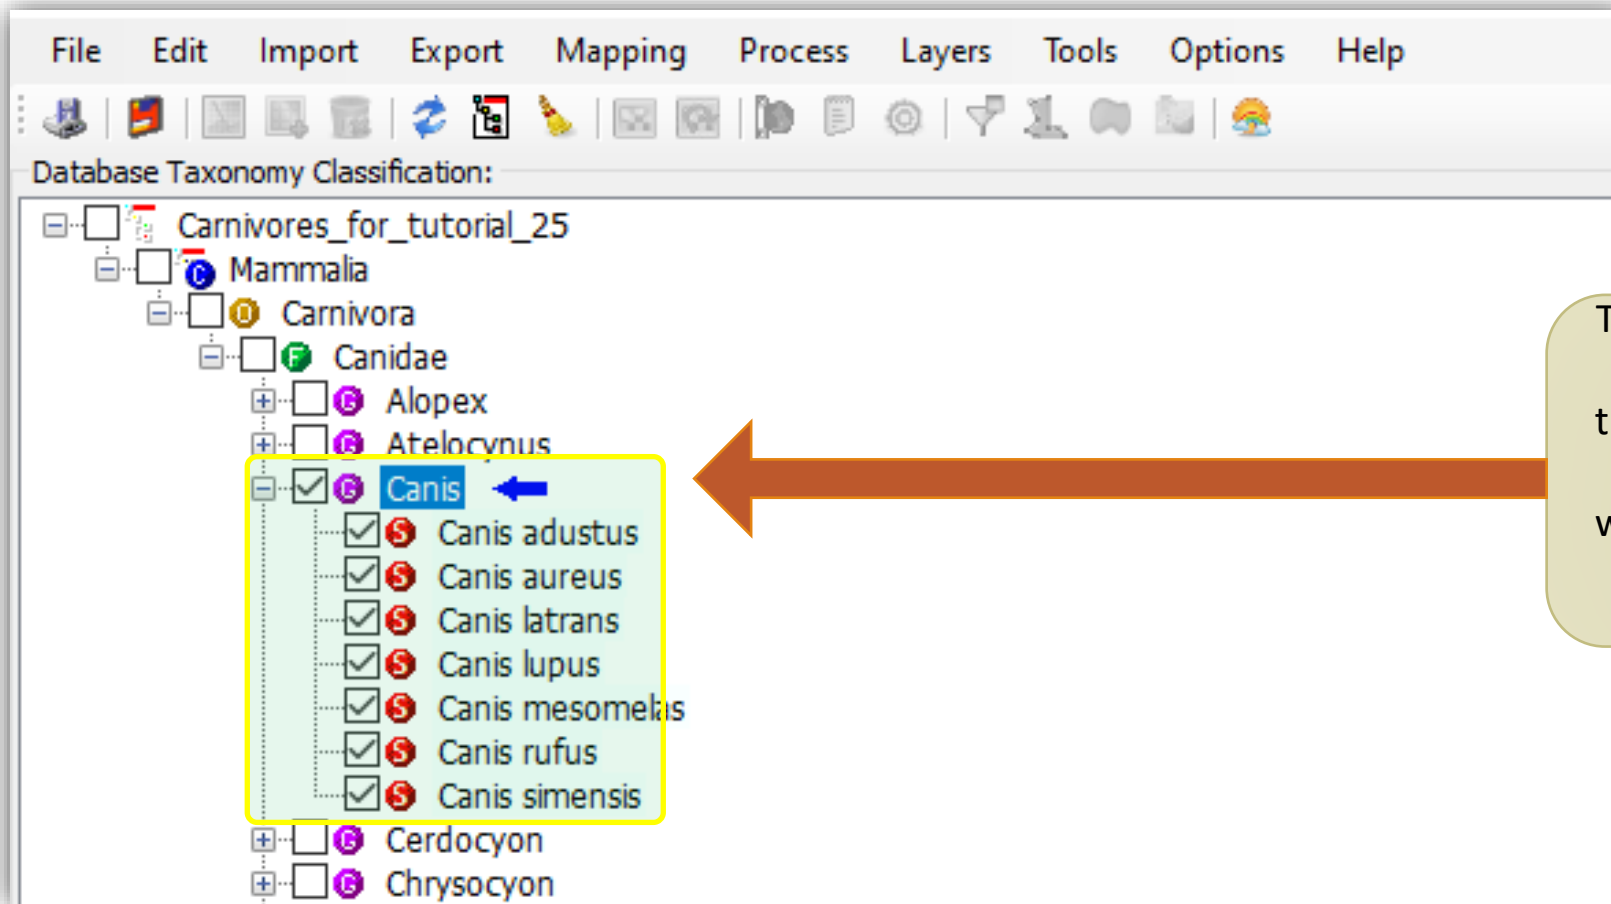 File Edit Import Export Mapping Process Layers Tools Options Help
Database Taxonomy Classification:
Carnivores_for_tutorial_25
C Mammalia
O Carnivora
F Canidae
G Alopex
G Atelocynus
G Canis
S Canis adustus
S Canis aureus
S Canis latrans
S Canis lupus
S Canis mesomelas
S Canis rufus
S Canis simensis
G Cerdocyon
G Chrysocyon